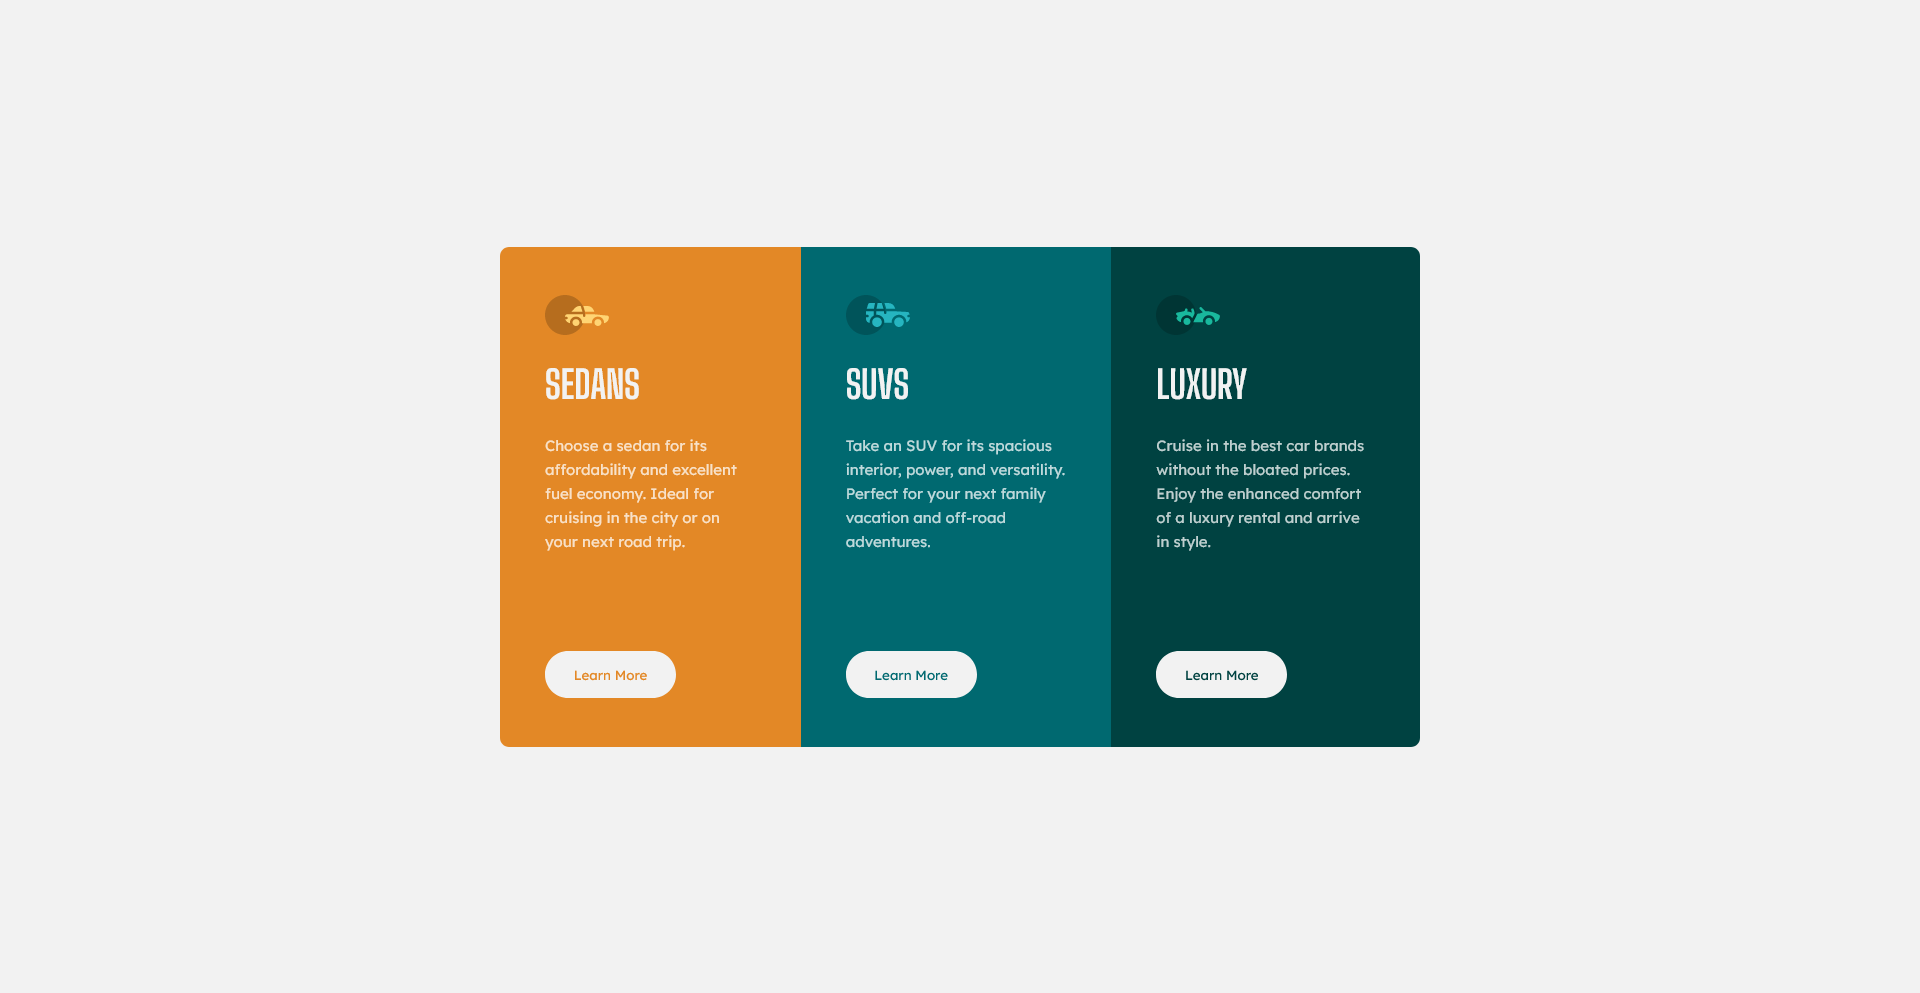 SEDANS
Choose a sedan for its
affordability and excellent
fuel economy. Ideal for
cruising in the city or on
your next road trip.
Learn More
SUVS
Take an SUV for its spacious
interior, power, and versatility.
Perfect for your next family
vacation and off-road
adventures.
Learn More
LUXURY
Cruise in the best car brands
without the bloated prices.
Enjoy the enhanced comfort
of a luxury rental and arrive
in style.
Learn More